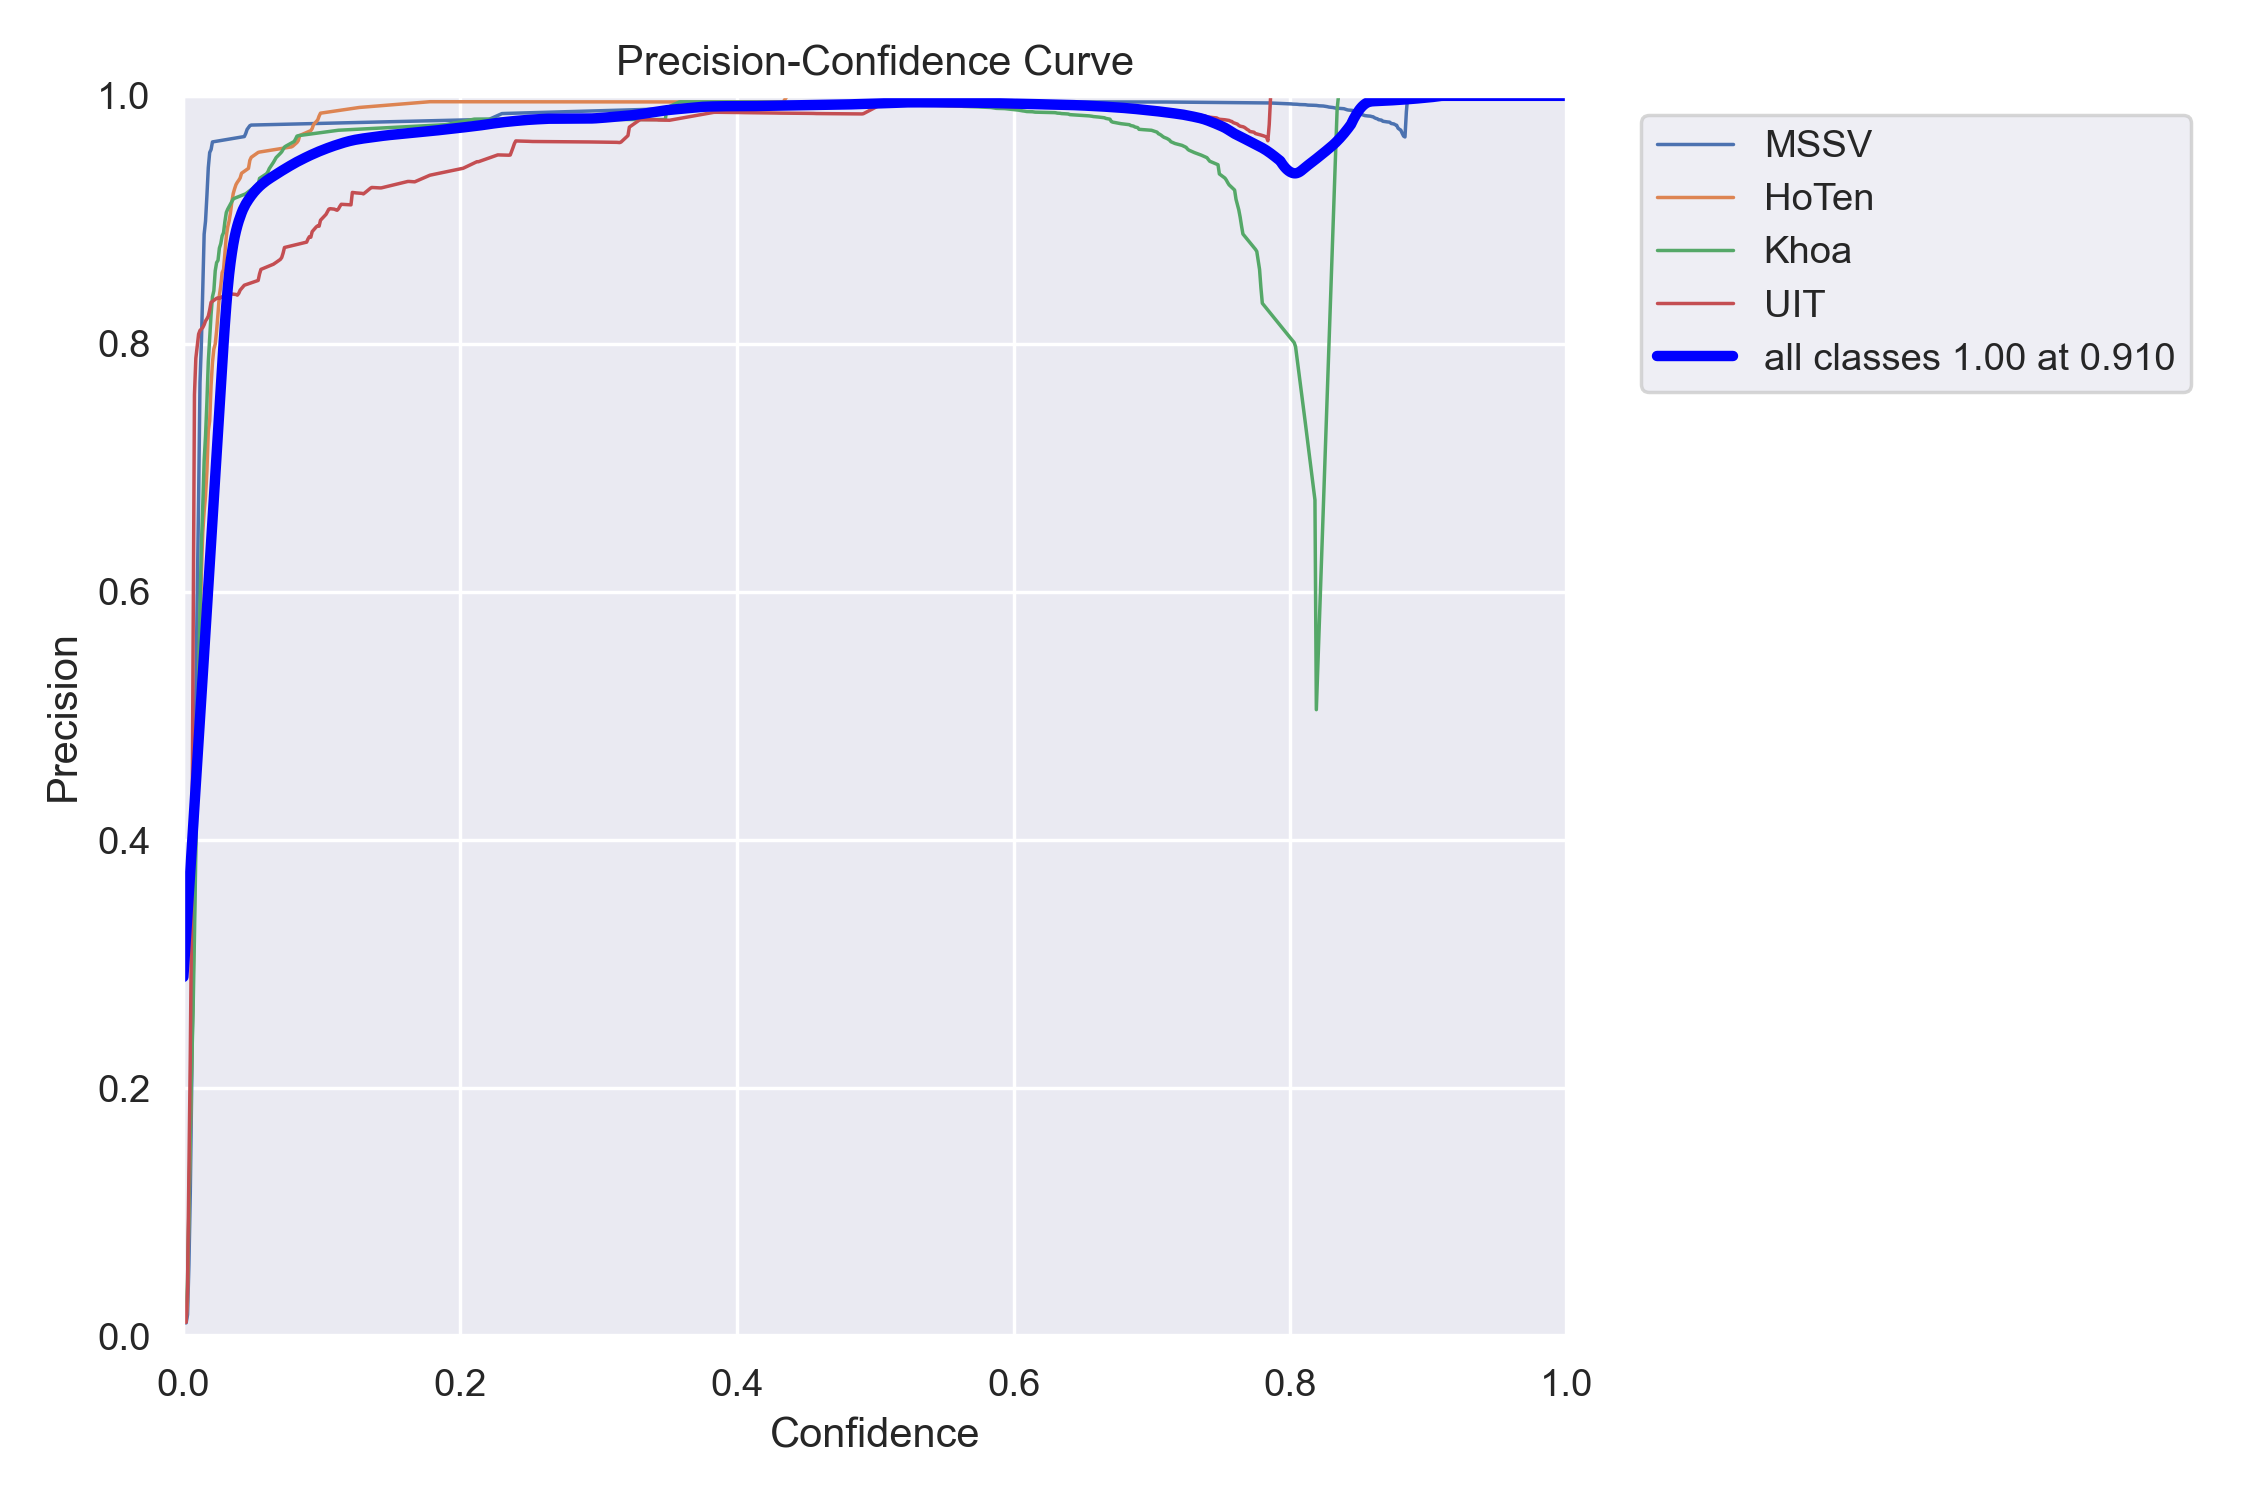 Precision-Confidence Curve
1.0
0.8
0.6
0.4
0.2
0.0
Precision
0.0 0.2 0.4 0.6 0.8 1.0
Confidence
MSSV
HoTen
Khoa
UIT
all classes 1.00 at 0.910